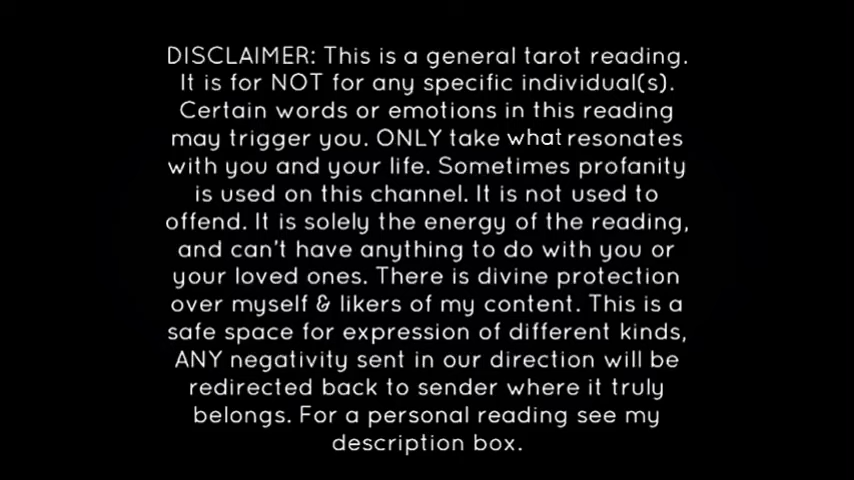 DISCLAIMER: This is a general tarot reading.
It is for NOT for any specific individual(s).
Certain words or emotions in this reading
may trigger you. ONLY take what resonates
with you and your life. Sometimes profanity
is used on this channel. It is not used to
offend. It is solely the energy of the reading,
and can't have anything to do with you or
your loved ones. There is divine protection
over myself & likers of my content. This is a
safe space for expression of different kinds,
ANY negativity sent in our direction will be
redirected back to sender where it truly
belongs. For a personal reading see my
description box.